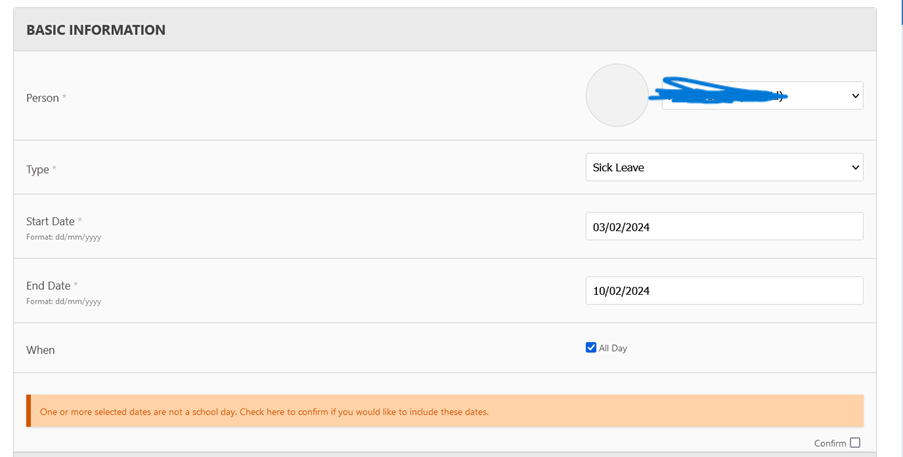 BASIC INFORMATION
Person *
Type *
Sick Leave
Start Date *
Format: dd/mm/yyyy
03/02/2024
End Date *
Format: dd/mm/yyyy
10/02/2024
When
All Day
One or more selected dates are not a school day. Check here to confirm if you would like to include these dates.
Confirm